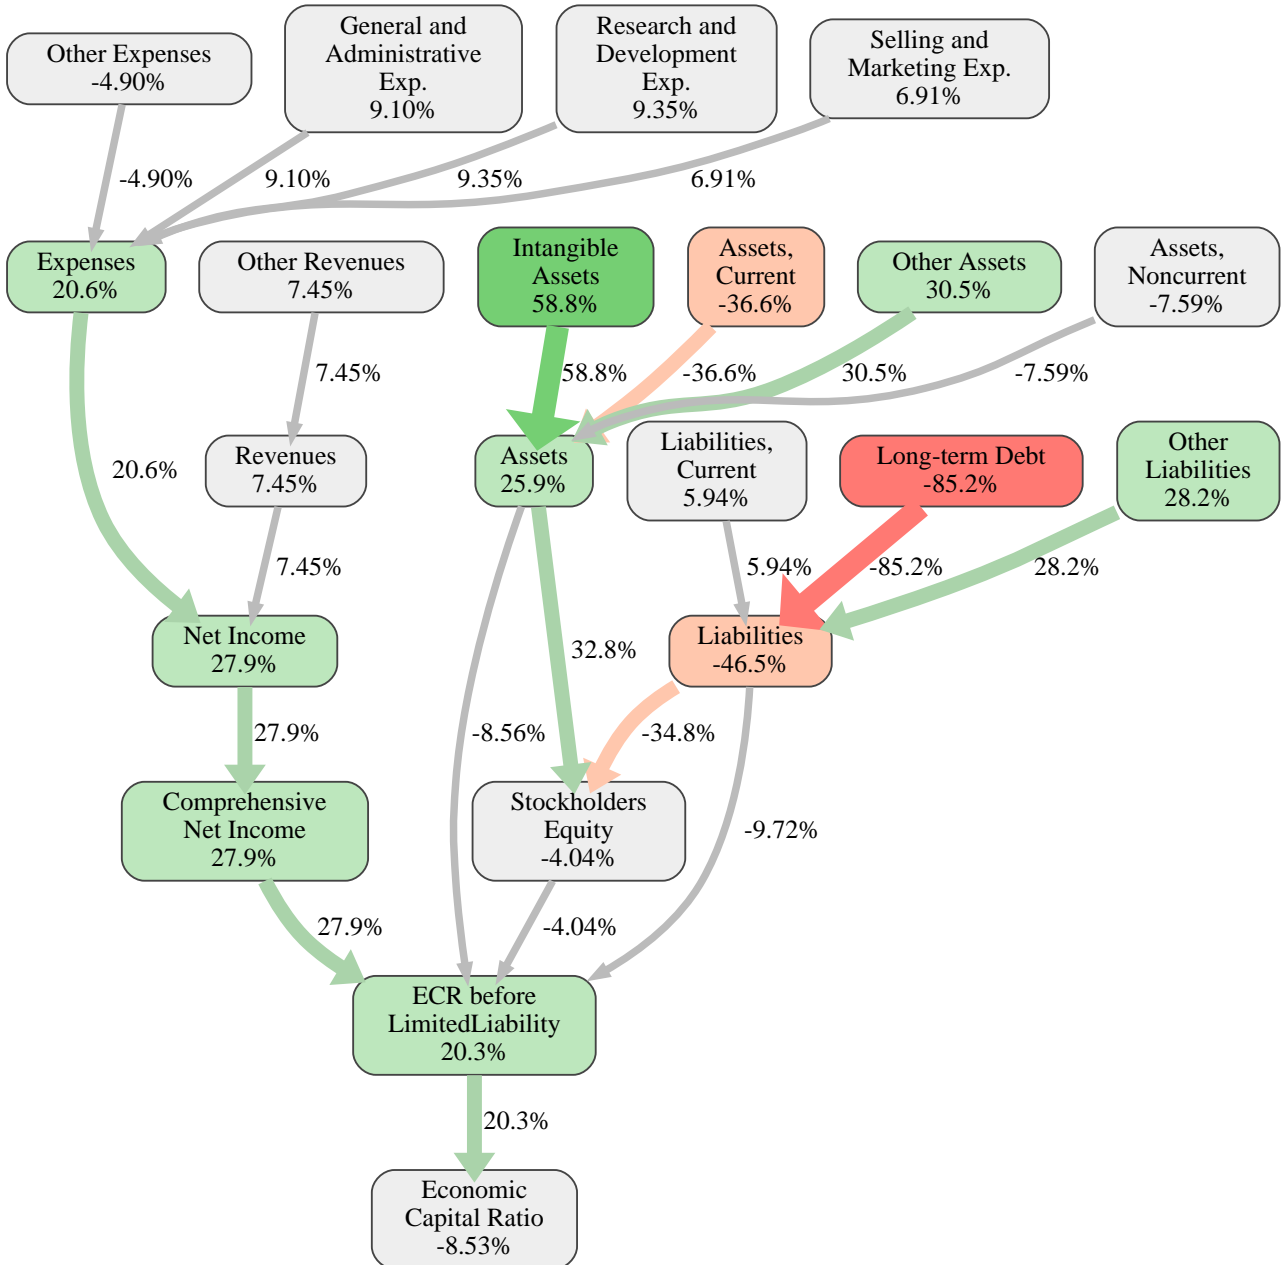 Other Expenses
-4.90%
General and
Administrative
Exp.
9.10%
Research and
Development
Exp.
9.35%
Selling and
Marketing Exp.
6.91%
-4.90%
9.10%
9.35%
6.91%
Expenses
20.6%
Other Revenues
7.45%
Intangible
Assets
58.8%
Assets,
Current
-36.6%
Other Assets
30.5%
Assets,
Noncurrent
-7.59%
7.45%
58.8%
-36.6%
30.5%
-7.59%
20.6%
Revenues
7.45%
Assets
25.9%
Liabilities,
Current
5.94%
Long-term Debt
-85.2%
Other
Liabilities
28.2%
7.45%
5.94%
-85.2%
28.2%
Net Income
27.9%
32.8%
Liabilities
-46.5%
27.9%
-8.56%
-34.8%
Comprehensive
Net Income
27.9%
Stockholders
Equity
-4.04%
-9.72%
27.9%
-4.04%
ECR before
LimitedLiability
20.3%
20.3%
Economic
Capital Ratio
-8.53%